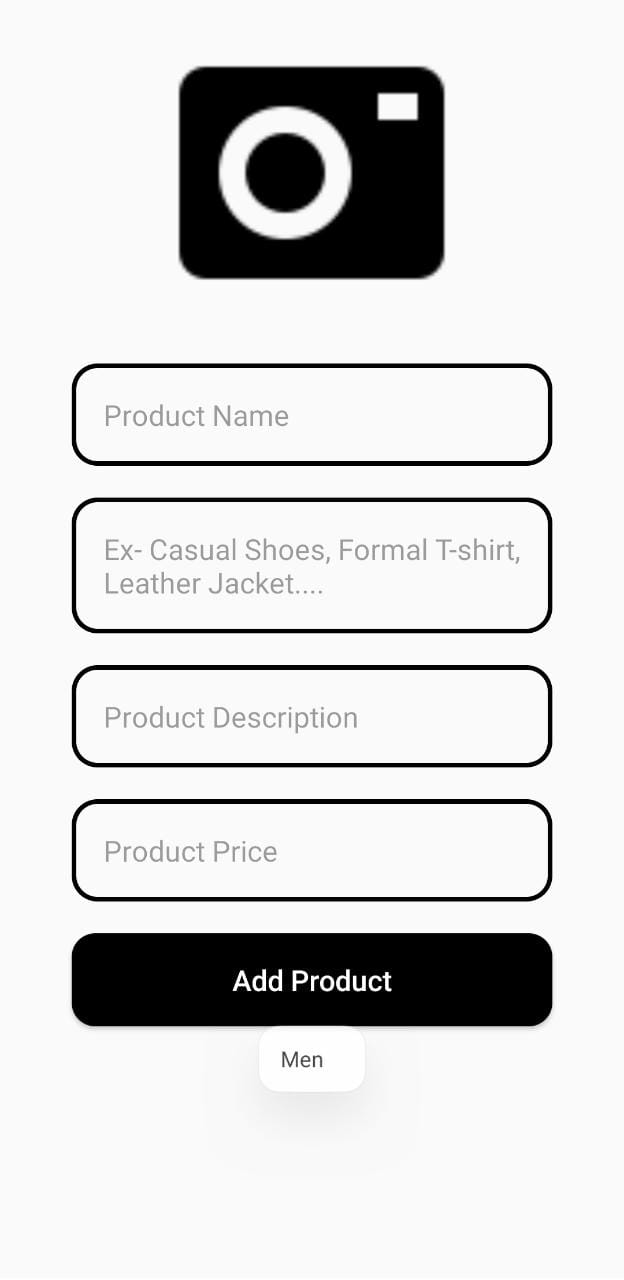 Product Name
Ex- Casual Shoes, Formal T-shirt,
Leather Jacket....
Product Description
Product Price
Add Product
Men